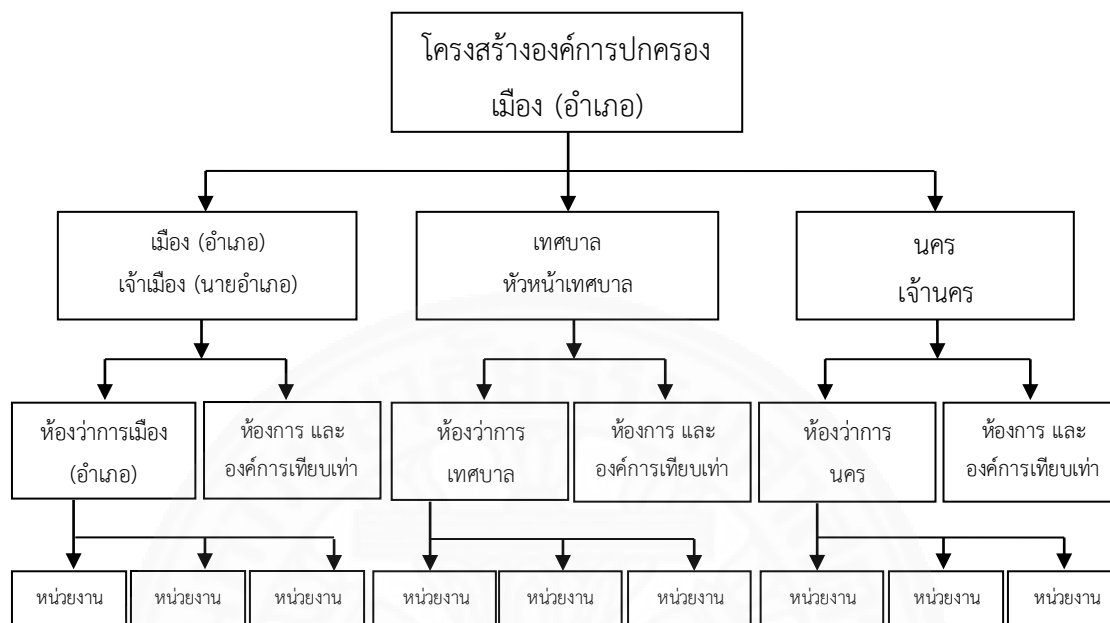 โครงสร้างองค์การปกครอง
เมือง (อำเภอ)
เมือง (อำเภอ)
เจ้าเมือง (นายอำเภอ)
เทศบาล
หัวหน้าเทศบาล
นคร
เจ้านคร
ห้องว่าการเมือง
(อำเภอ)
ห้องการ และ
องค์การเทียบเท่า
ห้องว่าการ
เทศบาล
ห้องการ และ
องค์การเทียบเท่า
ห้องว่าการ
นคร
ห้องการ และ
องค์การเทียบเท่า
หน่วยงาน
หน่วยงาน
หน่วยงาน
หน่วยงาน
หน่วยงาน
หน่วยงาน
หน่วยงาน
หน่วยงาน
หน่วยงาน